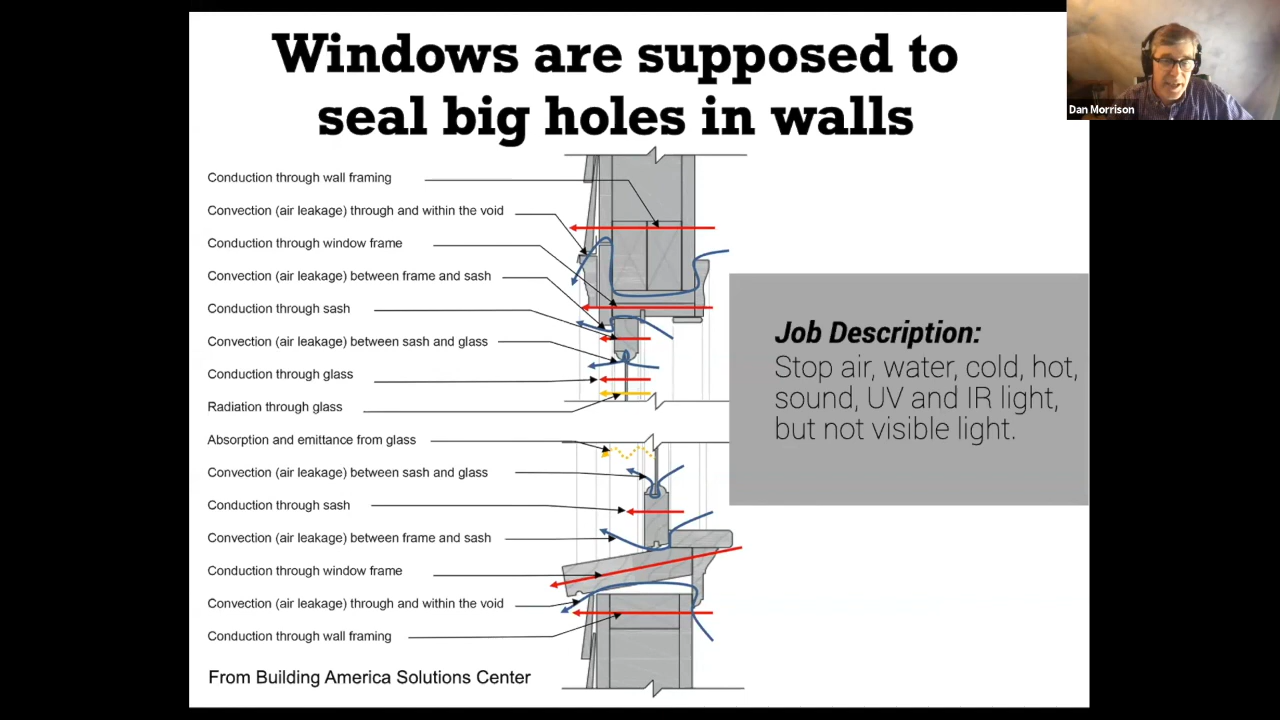 Windows are supposed to
seal big holes in walls
Dan Morrison
Conduction through wall framing
Convection (air leakage) through and within the void
Conduction through window frame
Convection (air leakage) between frame and sash
Conduction through sash
Convection (air leakage) between sash and glass
Conduction through glass
Radiation through glass
Absorption and emittance from glass
Convection (air leakage) between sash and glass
Conduction through sash
Convection (air leakage) between frame and sash
Conduction through window frame
Convection (air leakage) through and within the void
Conduction through wall framing
Job Description:
Stop air, water, cold, hot,
sound, UV and IR light,
but not visible light.
From Building America Solutions Center